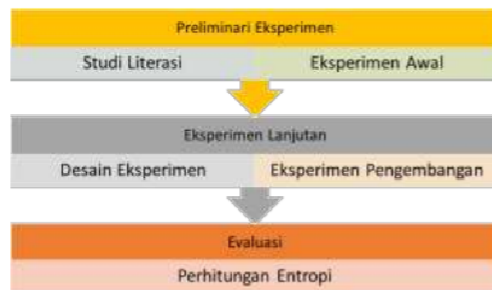 Preliminari Eksperimen
Studi Literasi
Eksperimen Awal
Eksperimen Lanjutan
Desain Eksperimen
Eksperimen Pengembangan
Evaluasi
Perhitungan Entropi